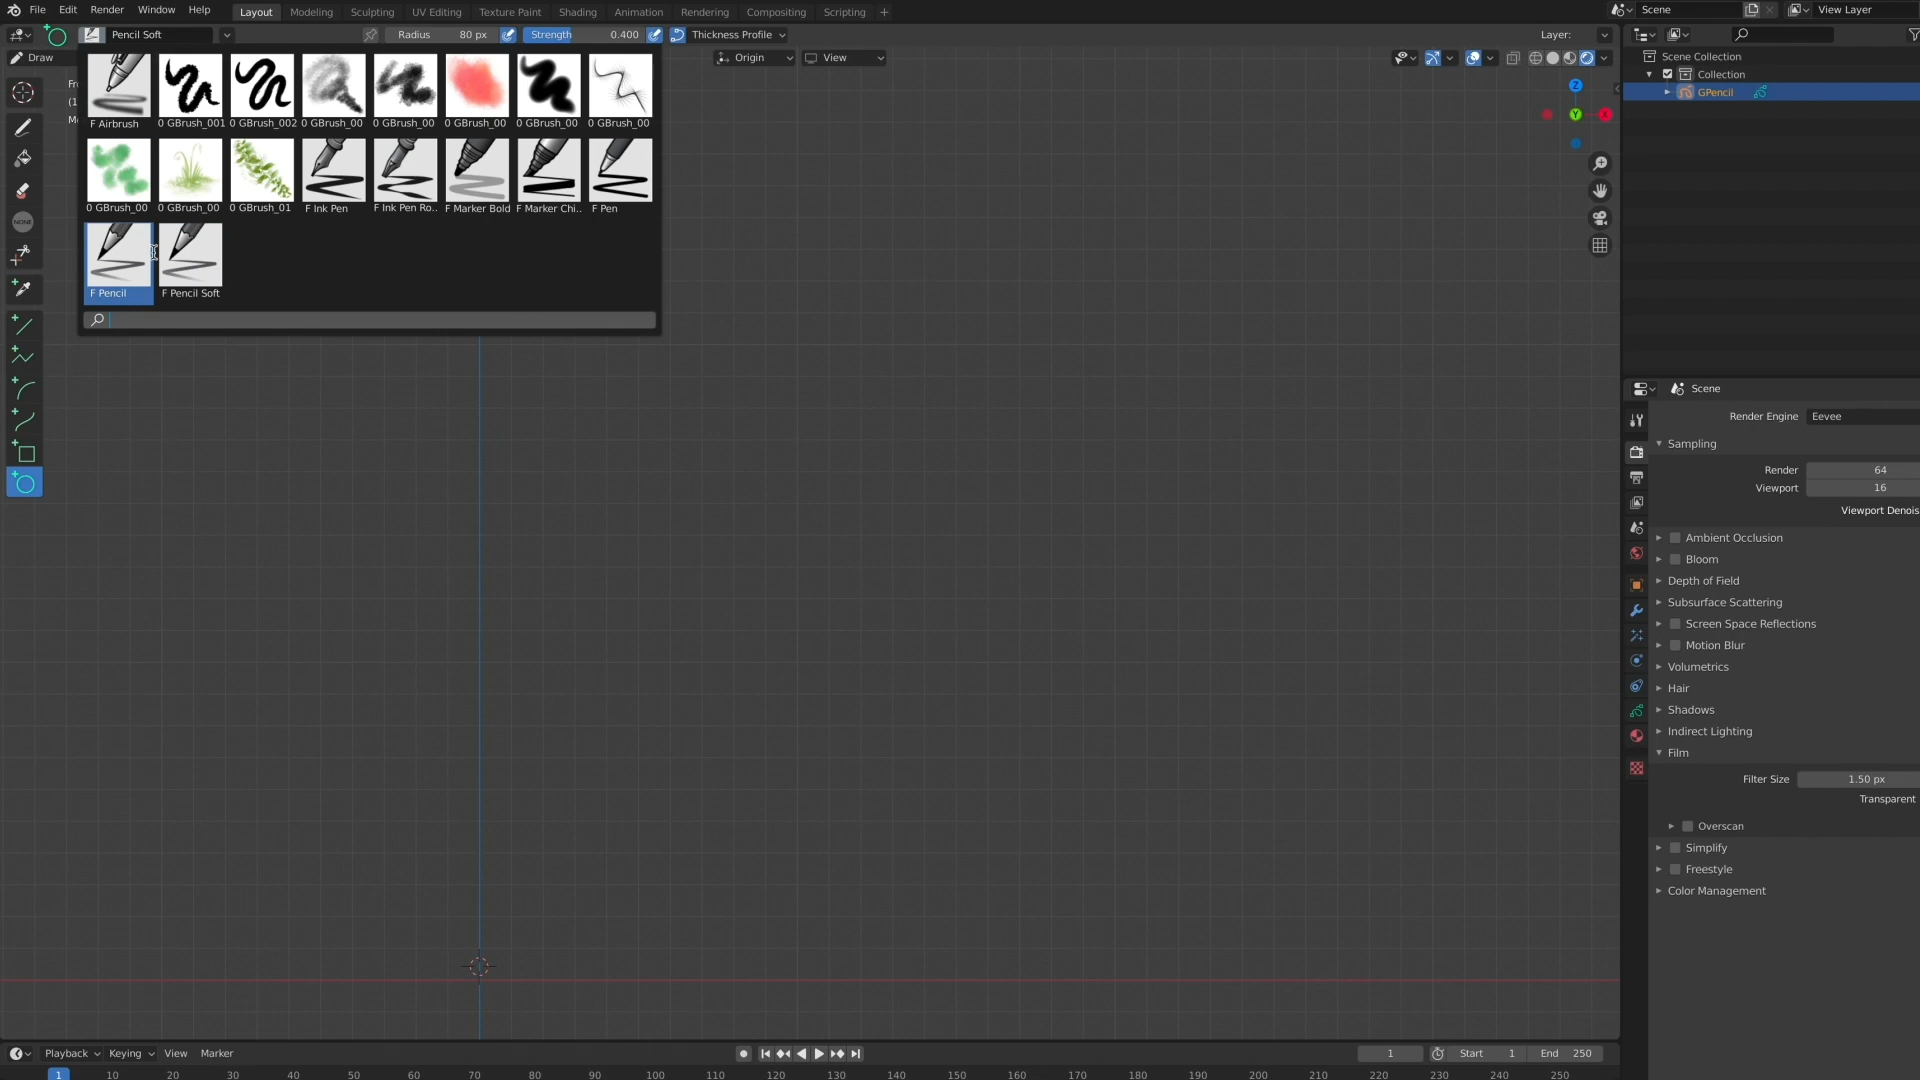 File Edit Render Window Help Layout Modeling Sculpting UV Editing Texture Paint Shading Animation Rendering Compositing Scripting + Scene View Layer
Pencil Soft Radius 80 px Strength 0.400 Thickness Profile Layer:
Draw Origin View
Fr
(1
Me
F Airbrush 0 GBrush_001 0 GBrush_002 0 GBrush_00 0 GBrush_00 0 GBrush_00 0 GBrush_00 0 GBrush_00
0 GBrush_00 0 GBrush_00 0 GBrush_01 F Ink Pen F Ink Pen Ro.. F Marker Bold F Marker Chi.. F Pen
F Pencil F Pencil Soft
NONE
Z
Y
X
Scene Collection
Collection
GPencil
Scene
Render Engine Eevee
Sampling
Render 64
Viewport 16
Viewport Denois
Ambient Occlusion
Bloom
Depth of Field
Subsurface Scattering
Screen Space Reflections
Motion Blur
Volumetrics
Hair
Shadows
Indirect Lighting
Film
Filter Size 1.50 px
Transparent
Overscan
Simplify
Freestyle
Color Management
Playback Keying View Marker 1 Start 1 End 250
1 10 20 30 40 50 60 70 80 90 100 110 120 130 140 150 160 170 180 190 200 210 220 230 240 250